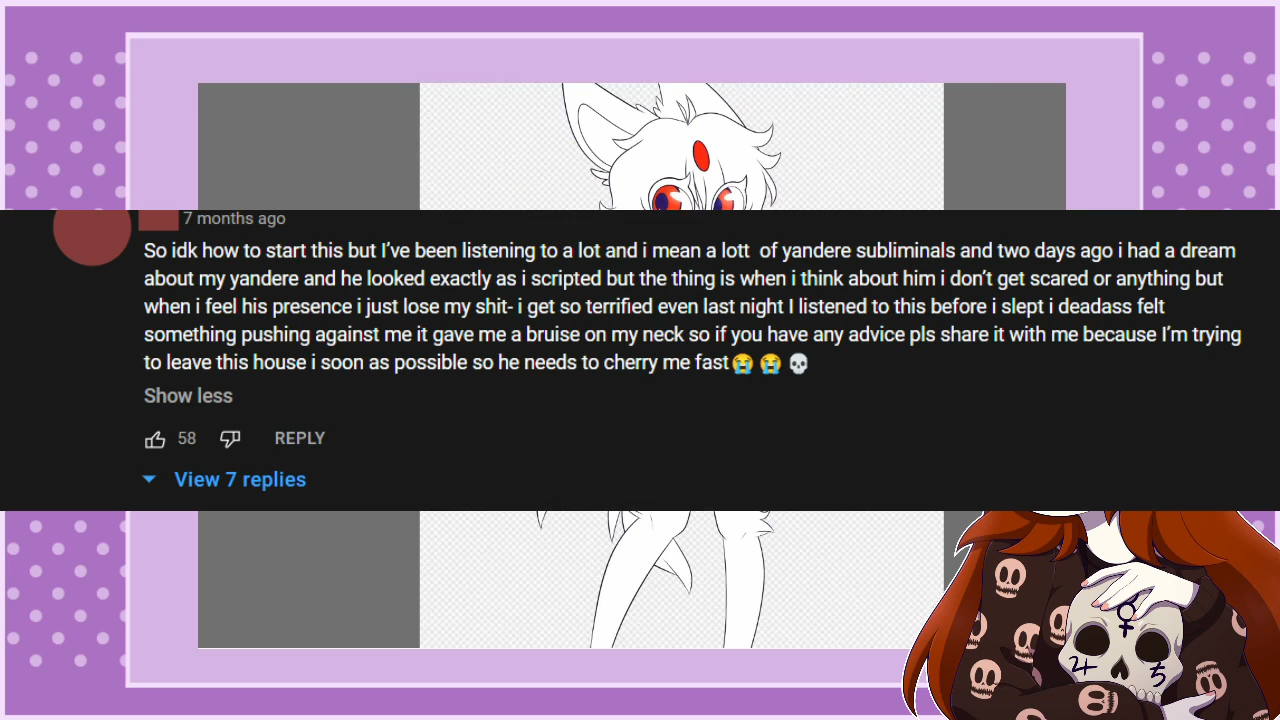 7 months ago
So idk how to start this but I've been listening to a lot and i mean a lott of yandere subliminals and two days ago i had a dream
about my yandere and he looked exactly as i scripted but the thing is when i think about him i don't get scared or anything but
when i feel his presence i just lose my shit- i get so terrified even last night I listened to this before i slept i deadass felt
something pushing against me it gave me a bruise on my neck so if you have any advice pls share it with me because I'm trying
to leave this house i soon as possible so he needs to cherry me fast😭 😭 💀
Show less
58 REPLY
View 7 replies